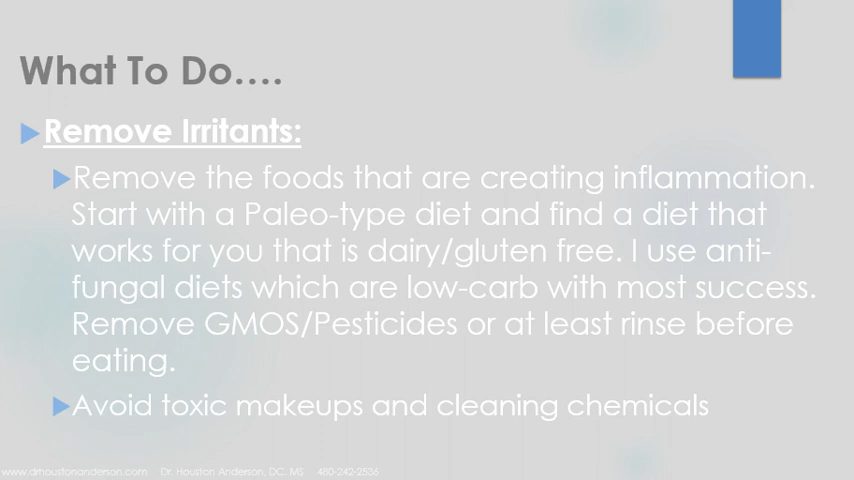 What To Do....
Remove Irritants:
Remove the foods that are creating inflammation.
Start with a Paleo-type diet and find a diet that
works for you that is dairy/gluten free. I use anti-
fungal diets which are low-carb with most success.
Remove GMOS/Pesticides or at least rinse before
eating.
Avoid toxic makeups and cleaning chemicals
www.drhoustonanderson.com Dr. Houston Anderson, DC, MS 480-242-2536